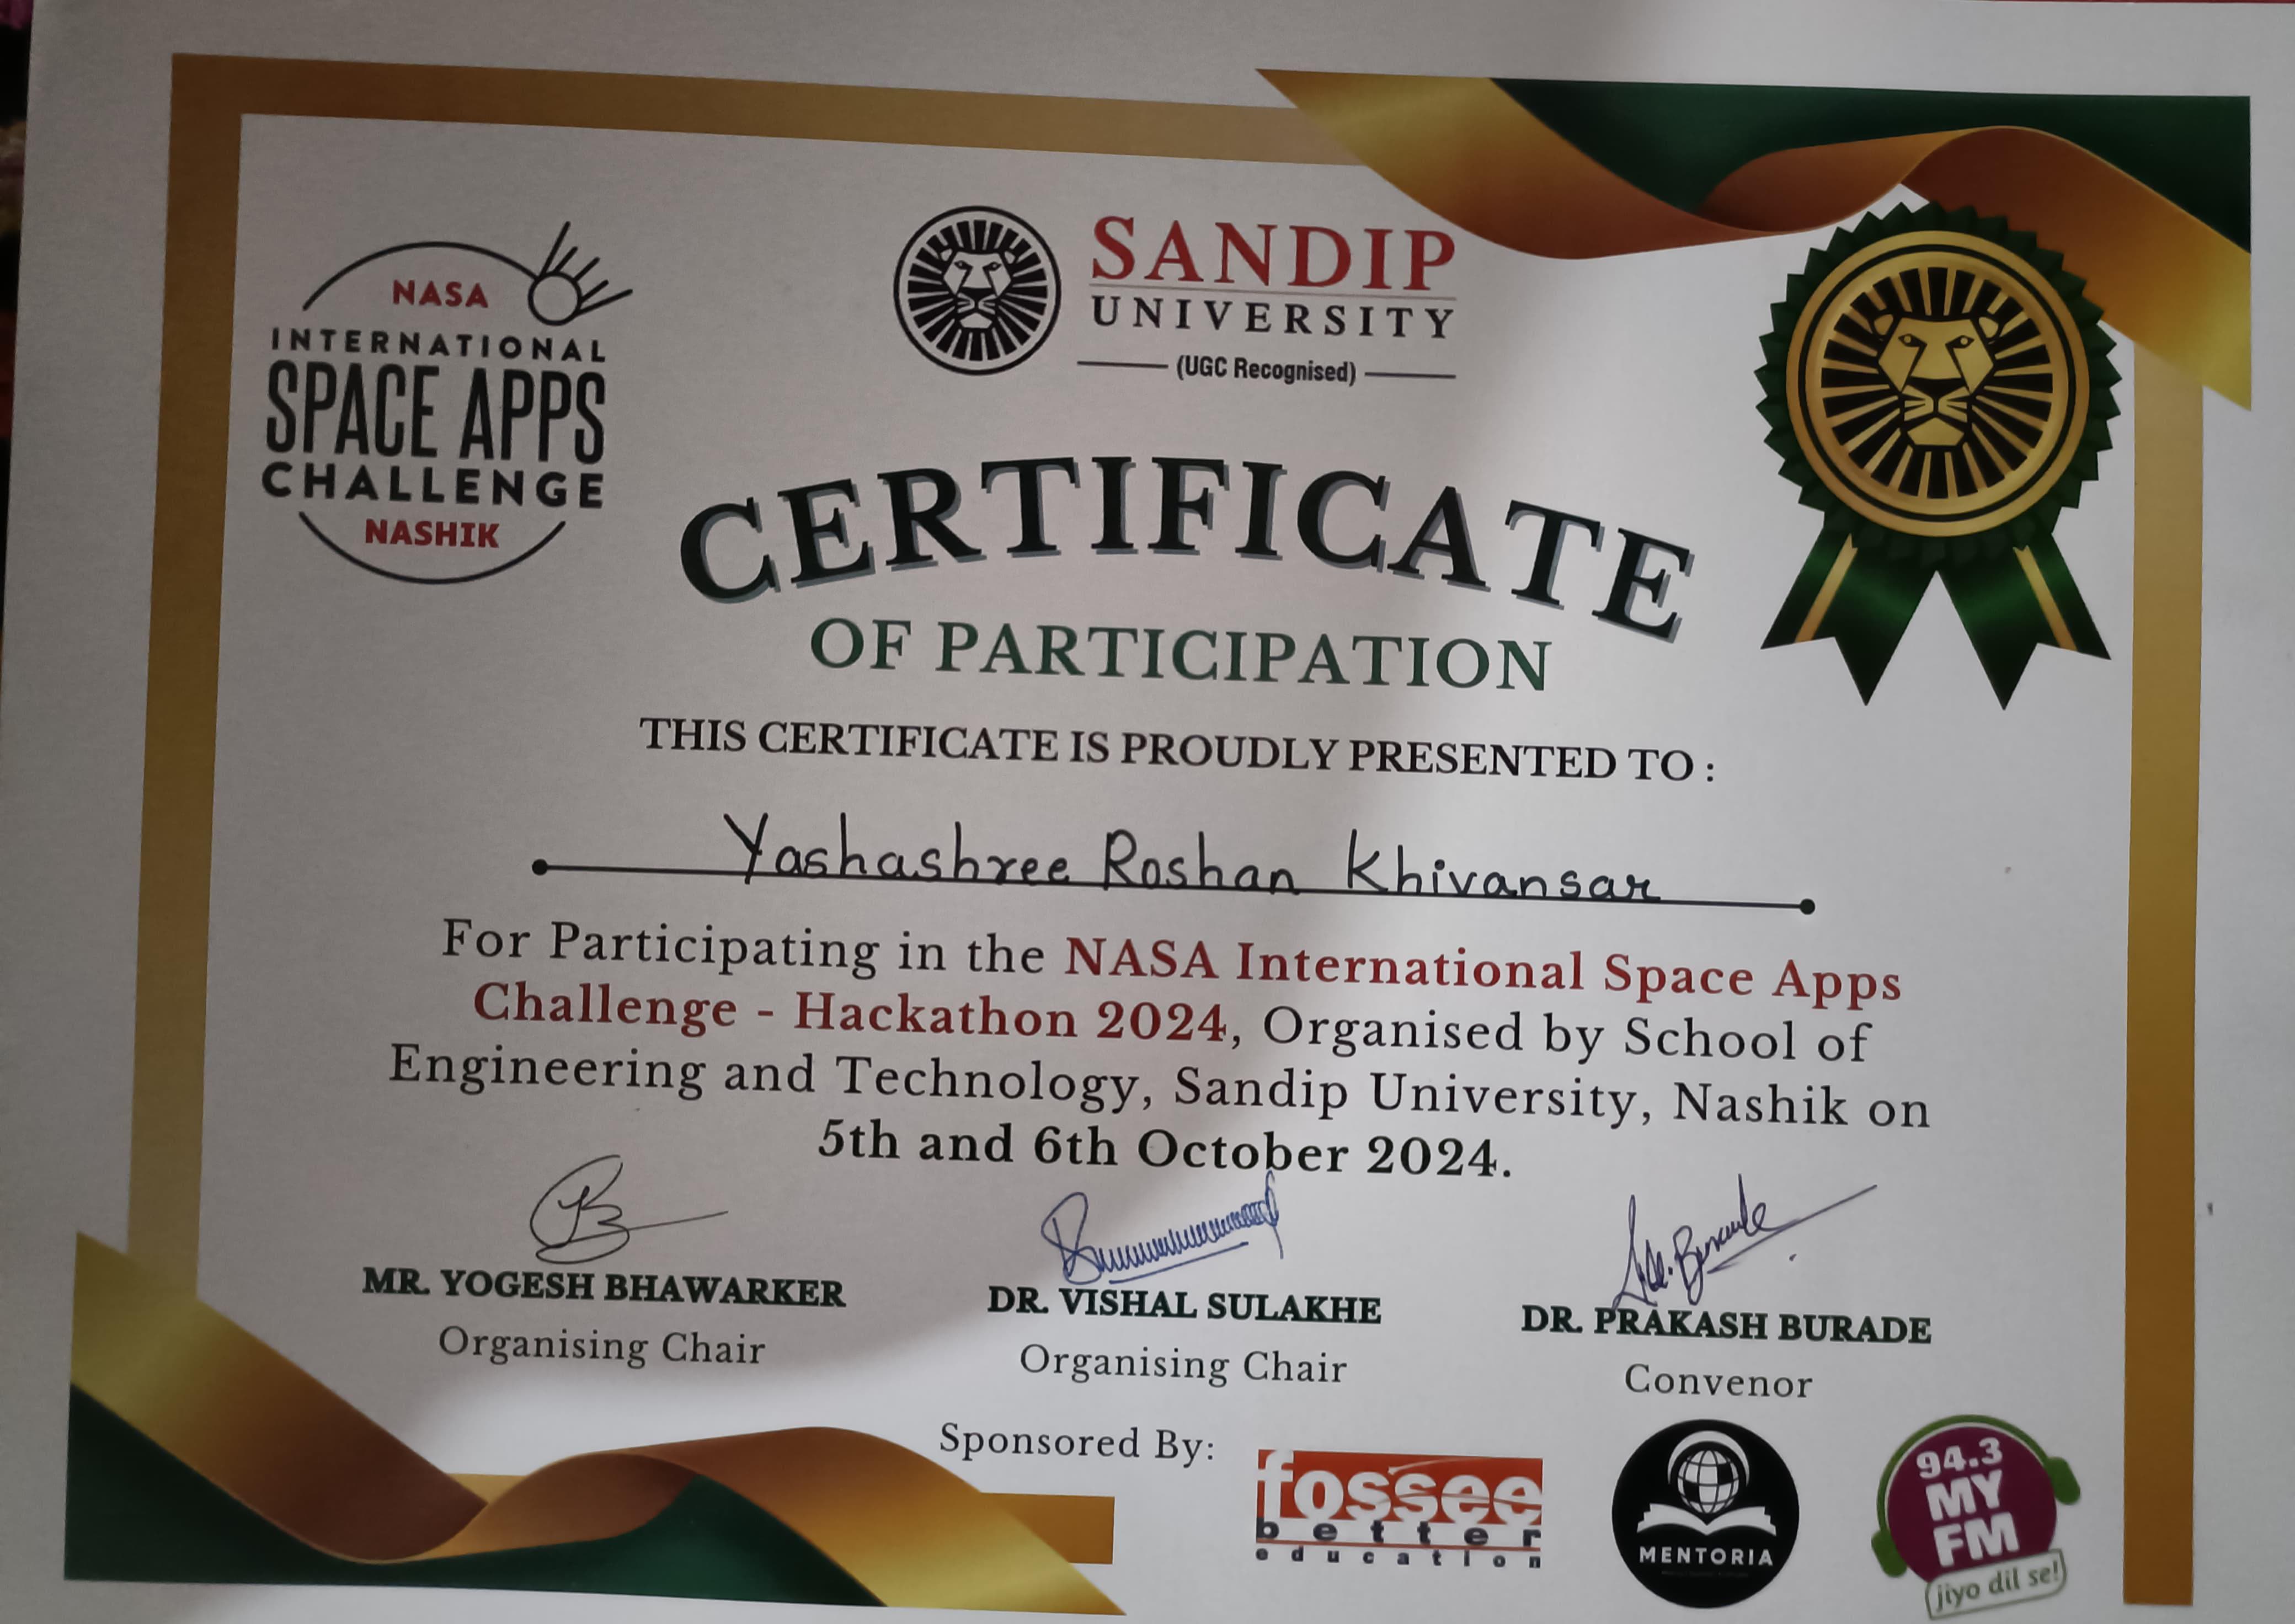 NASA
INTERNATIONAL
SPACE APPS
CHALLENGE
NASHIK
SANDIP
UNIVERSITY
(UGC Recognised)
CERTIFICATE
OF PARTICIPATION
THIS CERTIFICATE IS PROUDLY PRESENTED TO :
Yashashree Roshan Khivansar
For Participating in the NASA International Space Apps
Challenge - Hackathon 2024, Organised by School of
Engineering and Technology, Sandip University, Nashik on
5th and 6th October 2024.
MR. YOGESH BHAWARKER
Organising Chair
DR. VISHAL SULAKHE
Organising Chair
DR. PRAKASH BURADE
Convenor
Sponsored By:
fossee
better
education
MENTORIA
94.3
MY
FM
jiyo dil se!